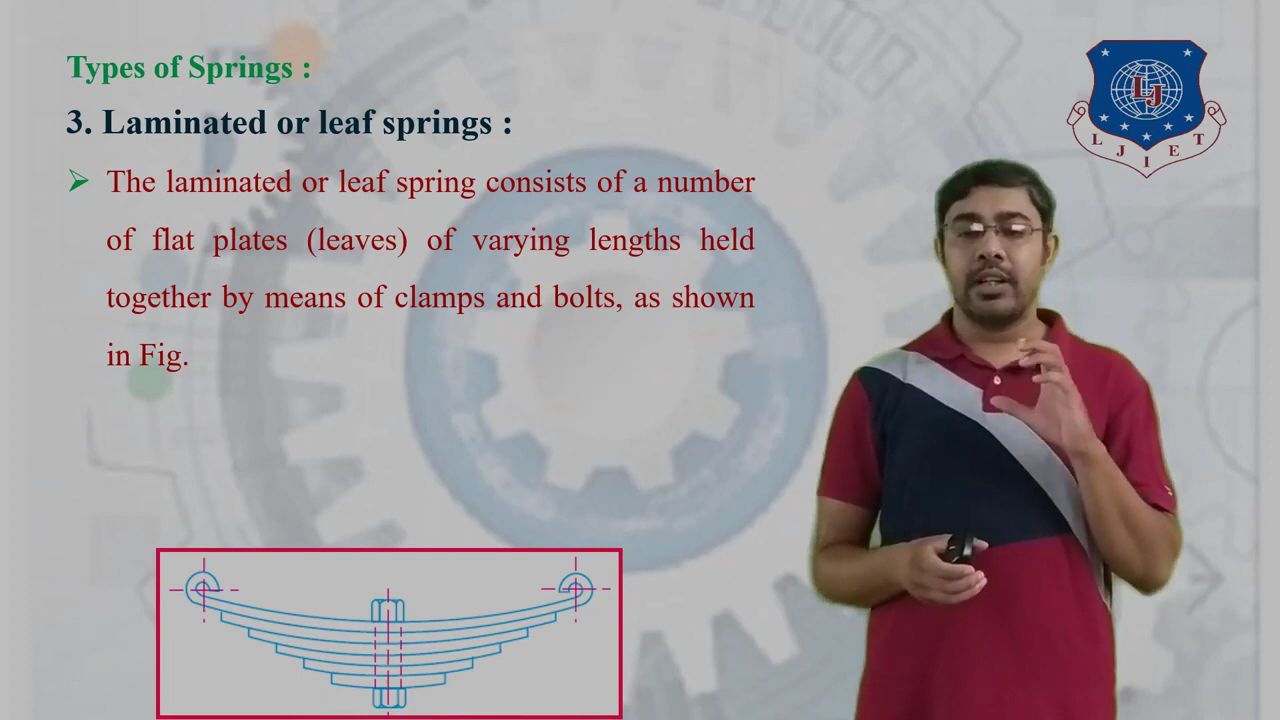 Types of Springs :
3. Laminated or leaf springs :
The laminated or leaf spring consists of a number
of flat plates (leaves) of varying lengths held
together by means of clamps and bolts, as shown
in Fig.
LJ
L J I E T